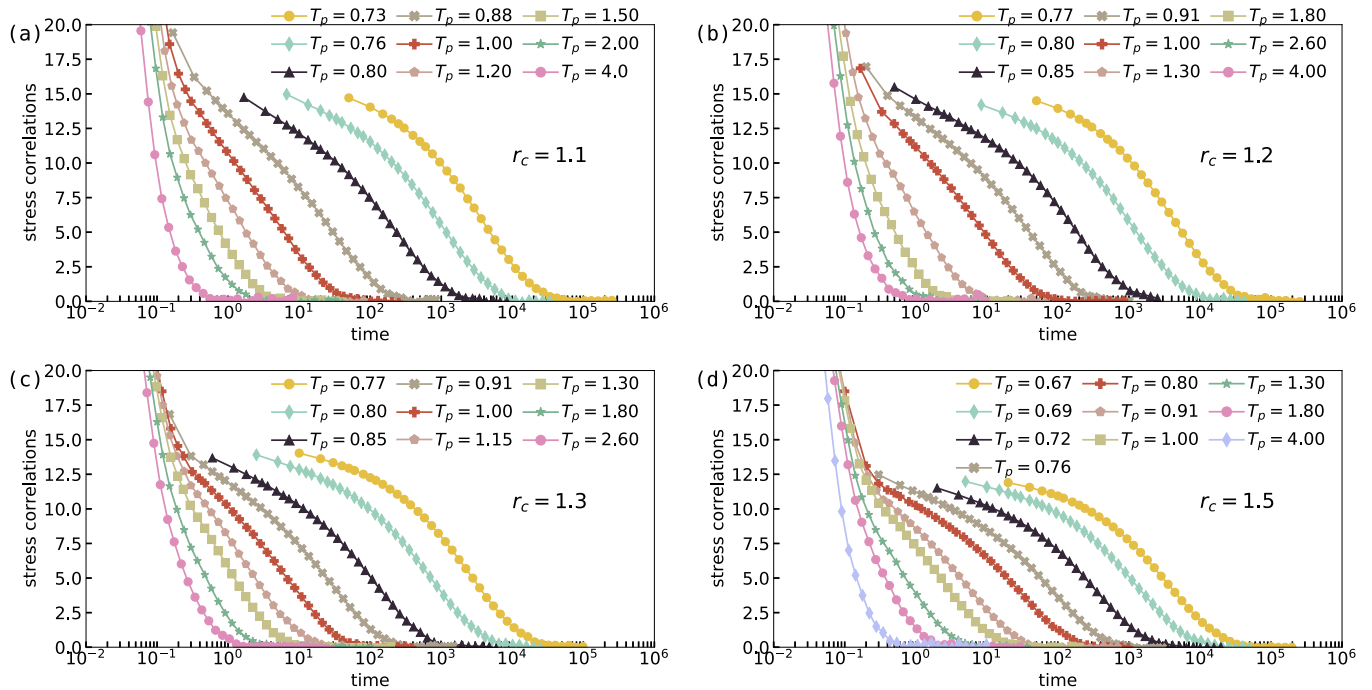 (a)
20.0
17.5
15.0
12.5
10.0
7.5
5.0
2.5
0.0
stress correlations
T_p = 0.73 T_p = 0.88 T_p = 1.50
T_p = 0.76 T_p = 1.00 T_p = 2.00
T_p = 0.80 T_p = 1.20 T_p = 4.0
r_c = 1.1
10^−2 10^−1 10^0 10^1 10^2 10^3 10^4 10^5 10^6
time
(b)
20.0
17.5
15.0
12.5
10.0
7.5
5.0
2.5
0.0
stress correlations
T_p = 0.77 T_p = 0.91 T_p = 1.80
T_p = 0.80 T_p = 1.00 T_p = 2.60
T_p = 0.85 T_p = 1.30 T_p = 4.00
r_c = 1.2
10^−2 10^−1 10^0 10^1 10^2 10^3 10^4 10^5 10^6
time
(c)
20.0
17.5
15.0
12.5
10.0
7.5
5.0
2.5
0.0
stress correlations
T_p = 0.77 T_p = 0.91 T_p = 1.30
T_p = 0.80 T_p = 1.00 T_p = 1.80
T_p = 0.85 T_p = 1.15 T_p = 2.60
r_c = 1.3
10^−2 10^−1 10^0 10^1 10^2 10^3 10^4 10^5 10^6
time
(d)
20.0
17.5
15.0
12.5
10.0
7.5
5.0
2.5
0.0
stress correlations
T_p = 0.67 T_p = 0.80 T_p = 1.30
T_p = 0.69 T_p = 0.91 T_p = 1.80
T_p = 0.72 T_p = 1.00 T_p = 4.00
T_p = 0.76
r_c = 1.5
10^−2 10^−1 10^0 10^1 10^2 10^3 10^4 10^5 10^6
time